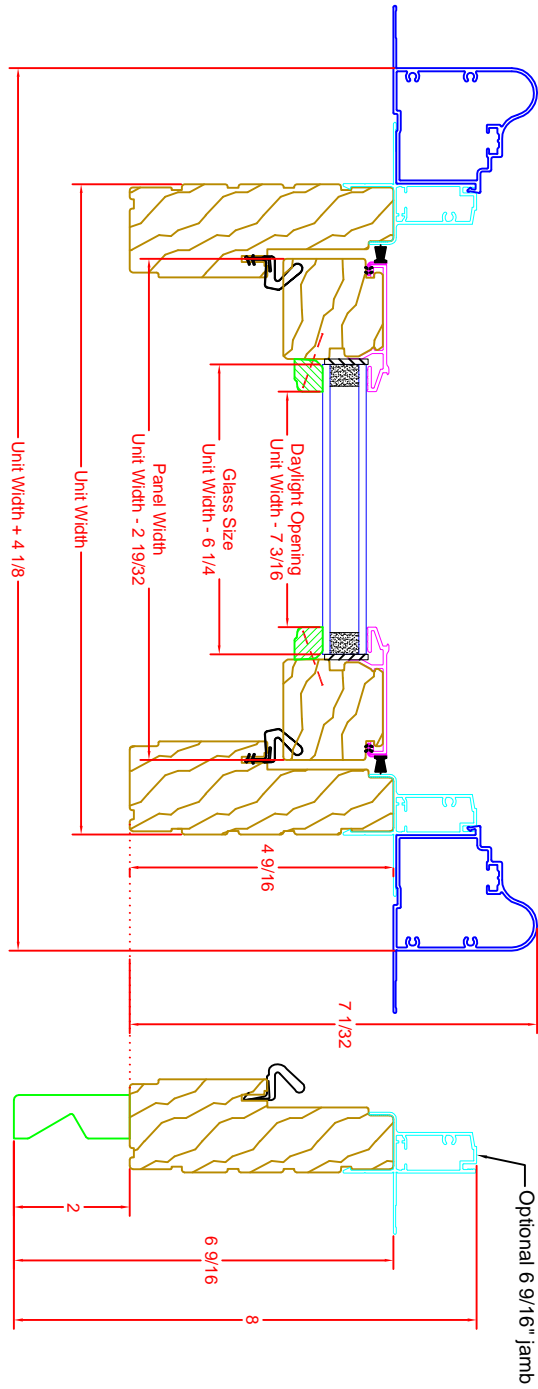 Optional 6 9/16" jamb
7 1/32
4 9/16
Daylight Opening
Unit Width - 7 3/16
Glass Size
Unit Width - 6 1/4
Panel Width
Unit Width - 2 19/32
Unit Width
Unit Width + 4 1/8
2
6 9/16
8